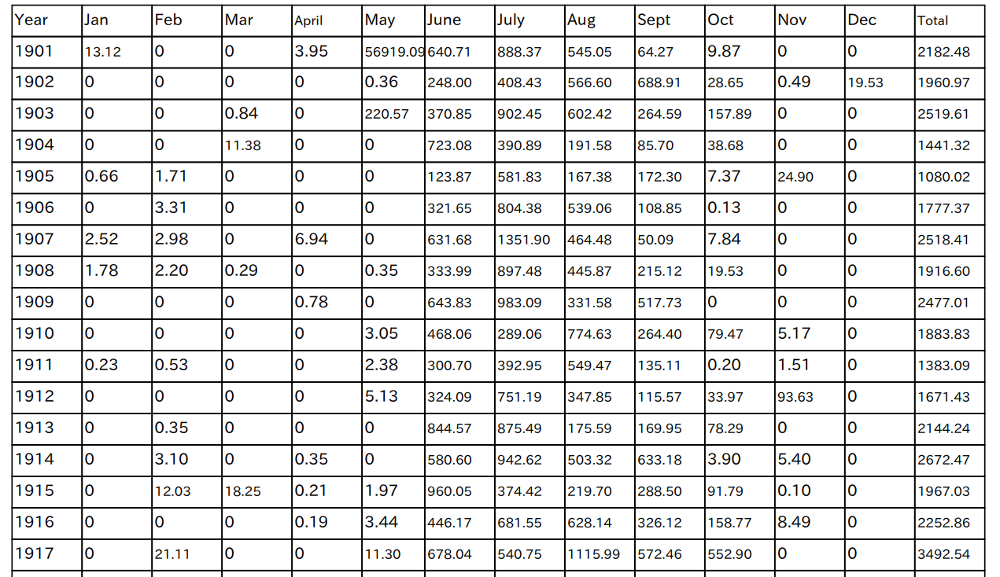 Year Jan Feb Mar April May June July Aug Sept Oct Nov Dec Total
1901 13.12 0 0 3.95 56919.09 640.71 888.37 545.05 64.27 9.87 0 0 2182.48
1902 0 0 0 0 0.36 248.00 408.43 566.60 688.91 28.65 0.49 19.53 1960.97
1903 0 0 0.84 0 220.57 370.85 902.45 602.42 264.59 157.89 0 0 2519.61
1904 0 0 11.38 0 0 723.08 390.89 191.58 85.70 38.68 0 0 1441.32
1905 0.66 1.71 0 0 0 123.87 581.83 167.38 172.30 7.37 24.90 0 1080.02
1906 0 3.31 0 0 0 321.65 804.38 539.06 108.85 0.13 0 0 1777.37
1907 2.52 2.98 0 6.94 0 631.68 1351.90 464.48 50.09 7.84 0 0 2518.41
1908 1.78 2.20 0.29 0 0.35 333.99 897.48 445.87 215.12 19.53 0 0 1916.60
1909 0 0 0 0.78 0 643.83 983.09 331.58 517.73 0 0 0 2477.01
1910 0 0 0 0 3.05 468.06 289.06 774.63 264.40 79.47 5.17 0 1883.83
1911 0.23 0.53 0 0 2.38 300.70 392.95 549.47 135.11 0.20 1.51 0 1383.09
1912 0 0 0 0 5.13 324.09 751.19 347.85 115.57 33.97 93.63 0 1671.43
1913 0 0.35 0 0 0 844.57 875.49 175.59 169.95 78.29 0 0 2144.24
1914 0 3.10 0 0.35 0 580.60 942.62 503.32 633.18 3.90 5.40 0 2672.47
1915 0 12.03 18.25 0.21 1.97 960.05 374.42 219.70 288.50 91.79 0.10 0 1967.03
1916 0 0 0 0.19 3.44 446.17 681.55 628.14 326.12 158.77 8.49 0 2252.86
1917 0 21.11 0 0 11.30 678.04 540.75 1115.99 572.46 552.90 0 0 3492.54